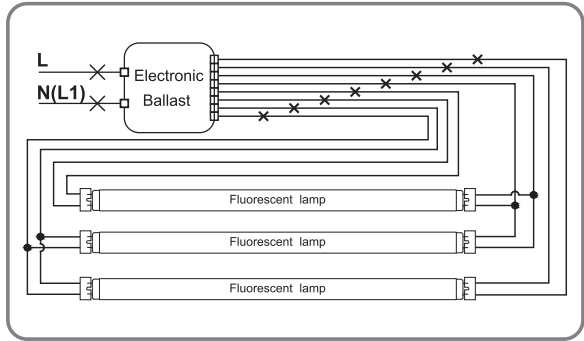 L
N(L1)
Electronic
Ballast
Fluorescent lamp
Fluorescent lamp
Fluorescent lamp